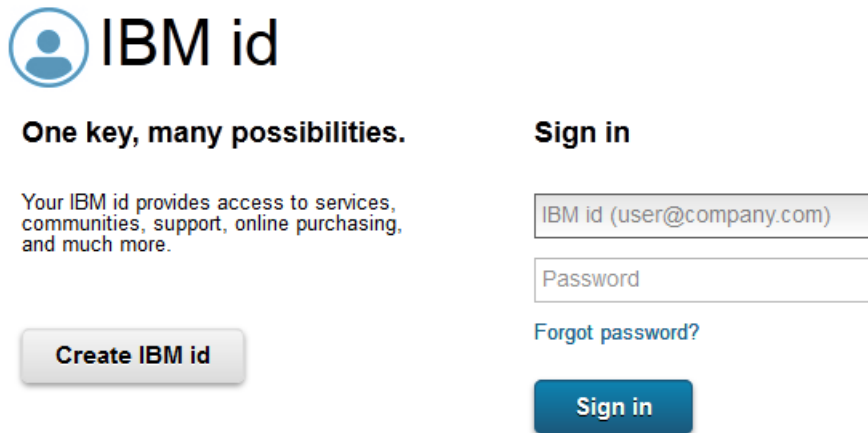 IBM id
One key, many possibilities.
Your IBM id provides access to services,
communities, support, online purchasing,
and much more.
Create IBM id
Sign in
IBM id (user@company.com)
Password
Forgot password?
Sign in